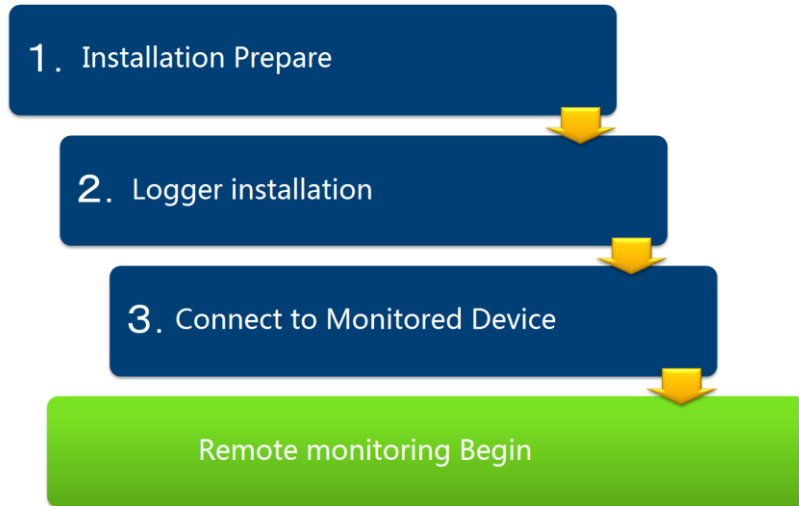 1. Installation Prepare
2. Logger installation
3. Connect to Monitored Device
Remote monitoring Begin